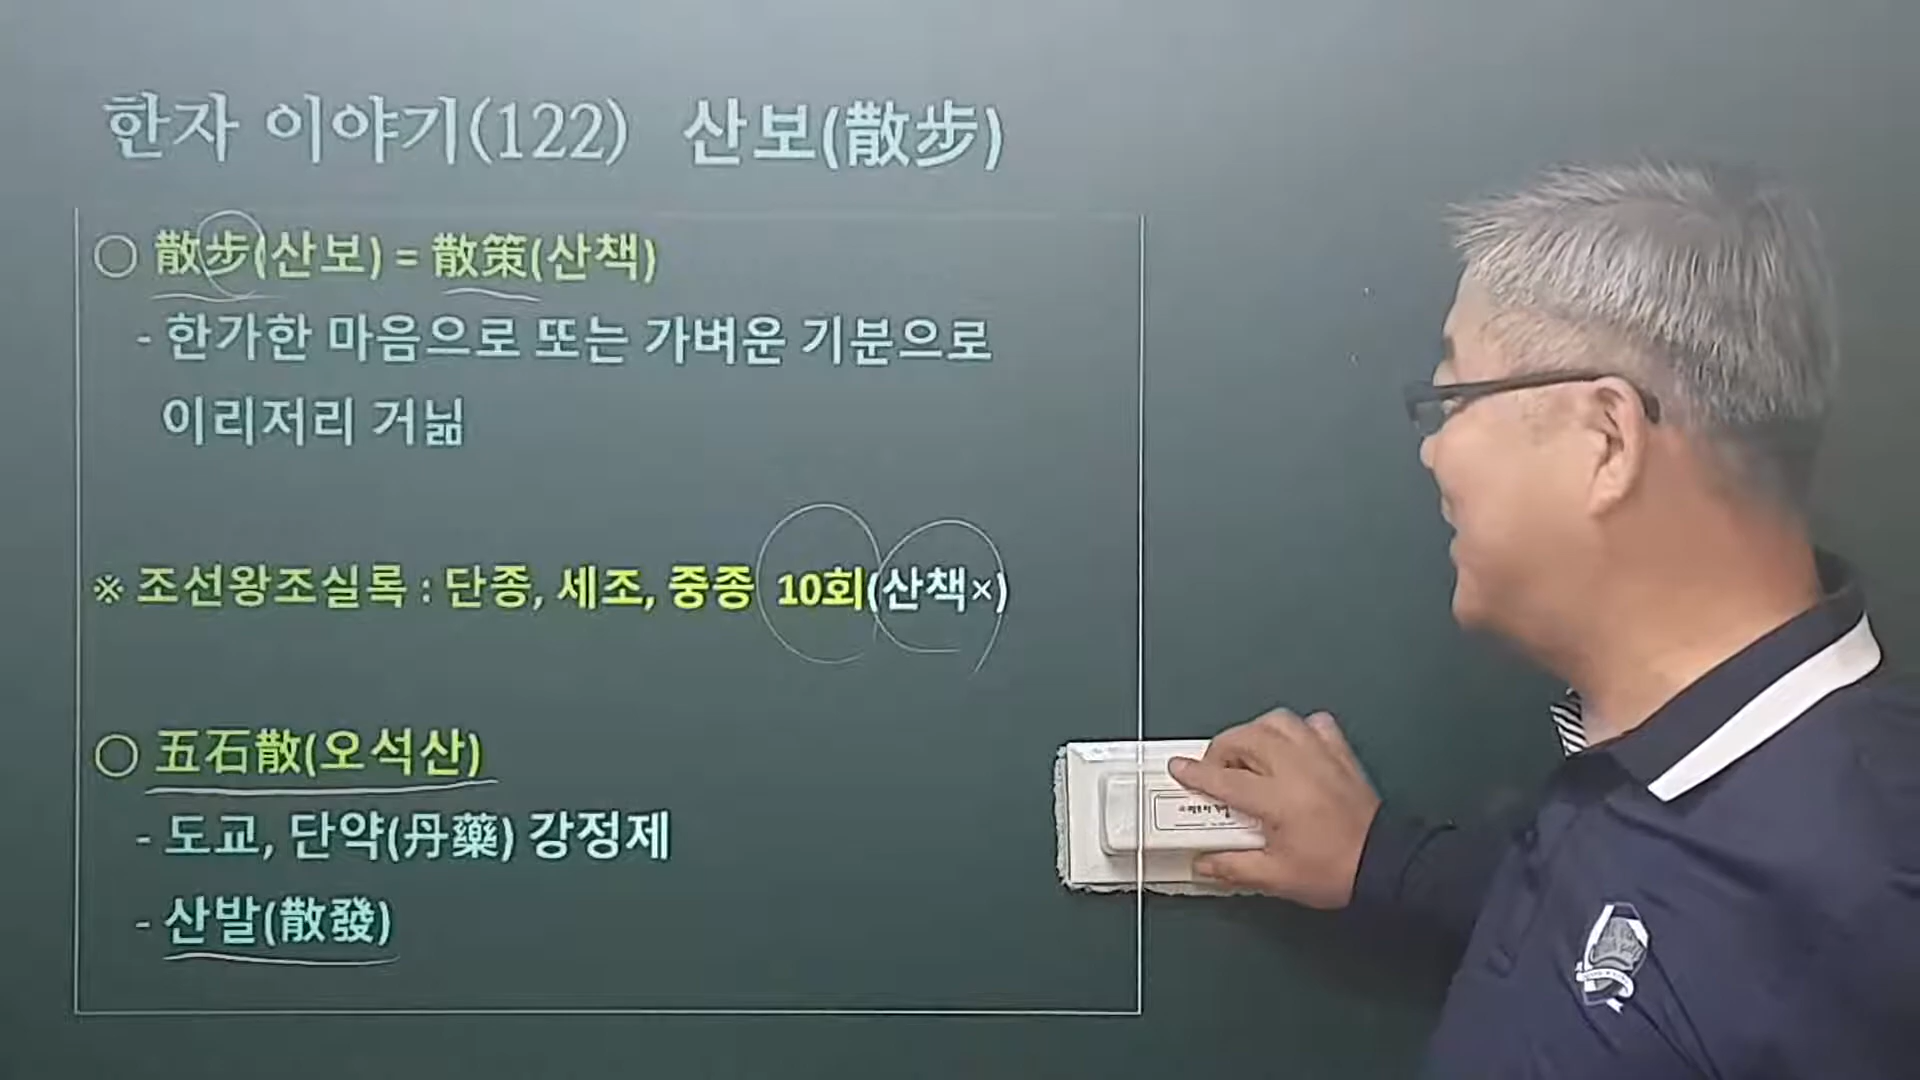 한자 이야기(122) 산보(散步)
○ 散步(산보) = 散策(산책)
- 한가한 마음으로 또는 가벼운 기분으로
이리저리 거닒
※ 조선왕조실록 : 단종, 세조, 중종 10회(산책×)
○ 五石散(오석산)
- 도교, 단약(丹藥) 강정제
- 산발(散發)